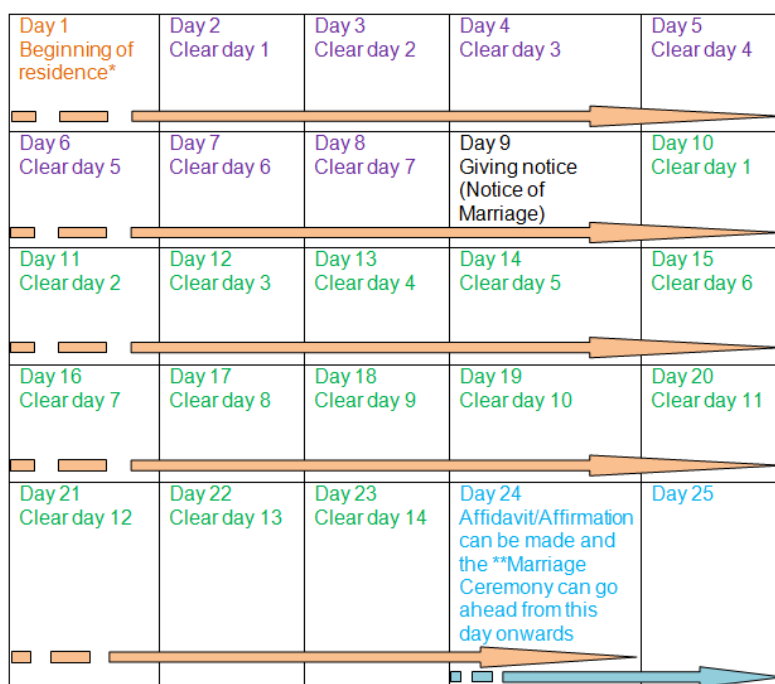 Day 1
Beginning of
residence*
Day 2
Clear day 1
Day 3
Clear day 2
Day 4
Clear day 3
Day 5
Clear day 4
Day 6
Clear day 5
Day 7
Clear day 6
Day 8
Clear day 7
Day 9
Giving notice
(Notice of
Marriage)
Day 10
Clear day 1
Day 11
Clear day 2
Day 12
Clear day 3
Day 13
Clear day 4
Day 14
Clear day 5
Day 15
Clear day 6
Day 16
Clear day 7
Day 17
Clear day 8
Day 18
Clear day 9
Day 19
Clear day 10
Day 20
Clear day 11
Day 21
Clear day 12
Day 22
Clear day 13
Day 23
Clear day 14
Day 24
Affidavit/Affirmation
can be made and
the **Marriage
Ceremony can go
ahead from this
day onwards
Day 25